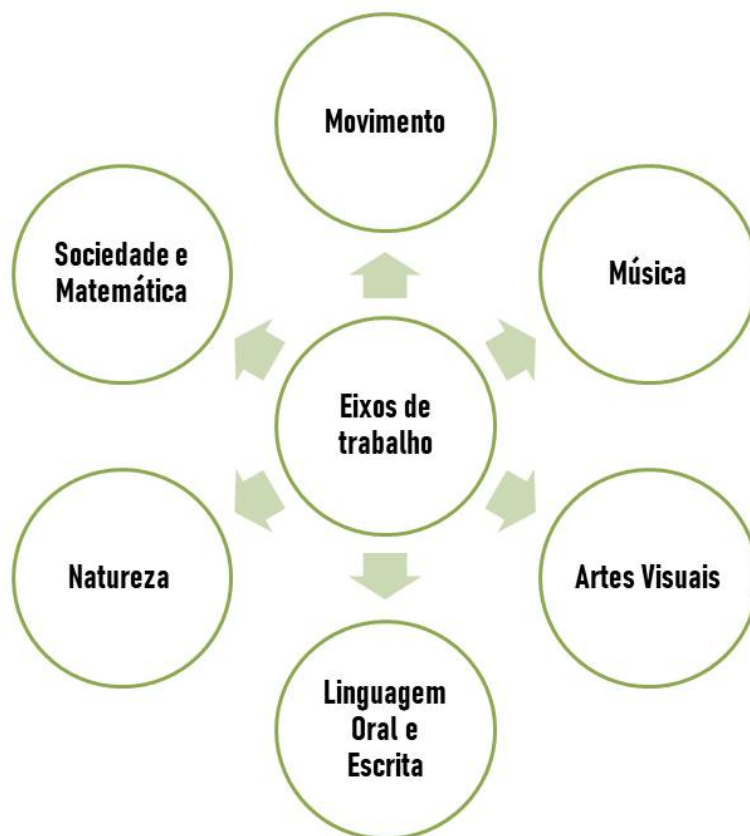 Movimento
Sociedade e
Matemática
Música
Eixos de
trabalho
Natureza
Artes Visuais
Linguagem
Oral e
Escrita